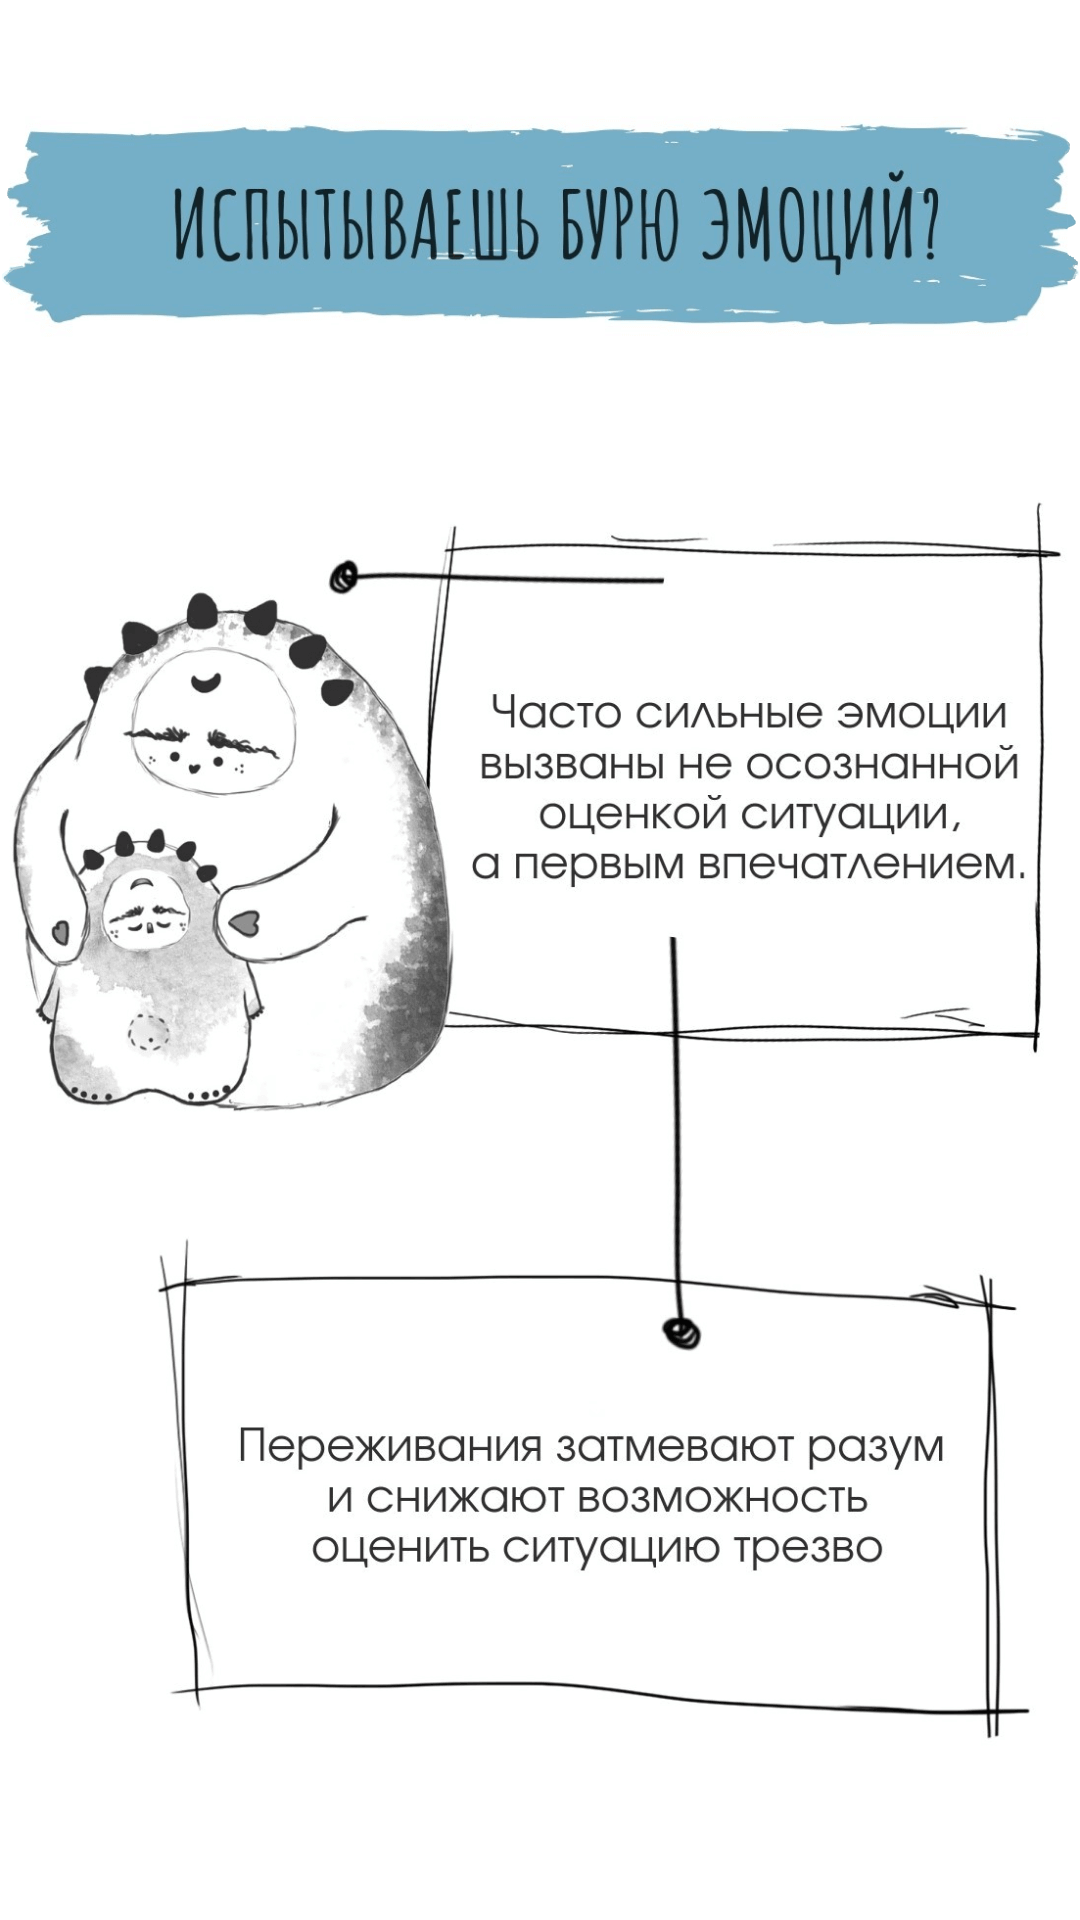 ИСПЫТЫВАЕШЬ БУРЮ ЭМОЦИЙ?
Часто сильные эмоции
вызваны не осознанной
оценкой ситуации,
а первым впечатлением.
Переживания затмевают разум
и снижают возможность
оценить ситуацию трезво